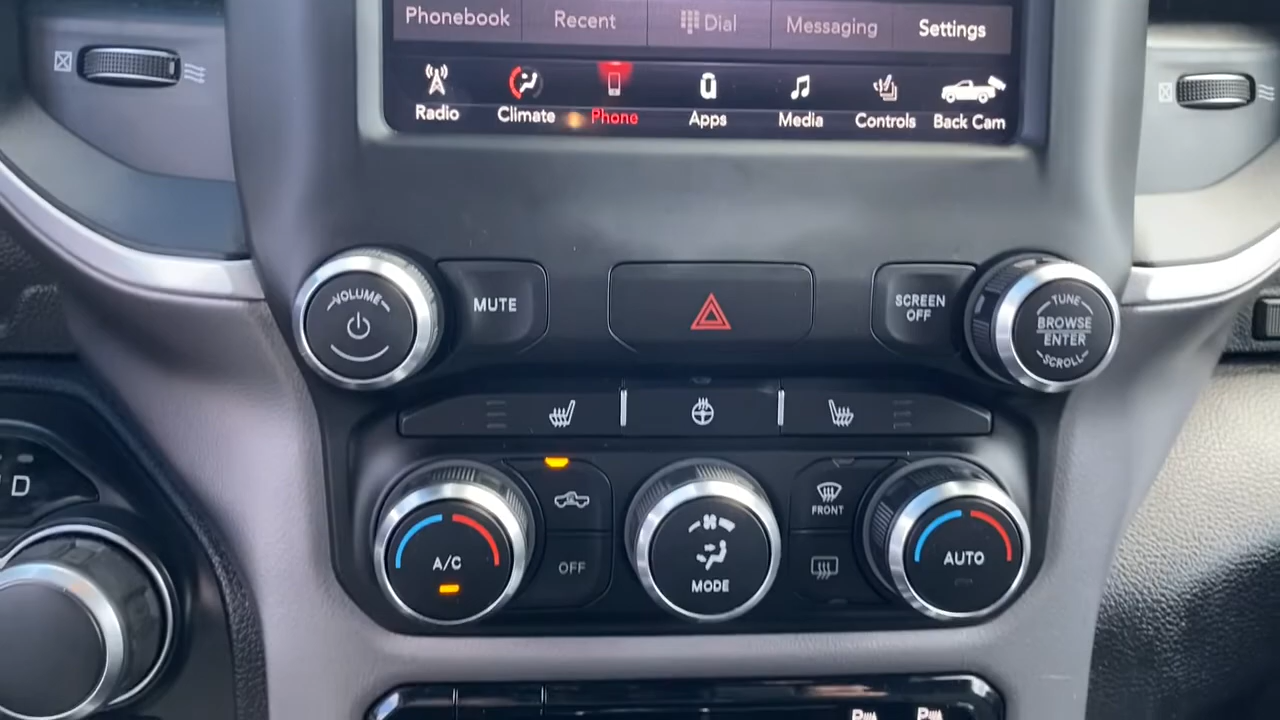 Phonebook Recent Dial Messaging Settings
Radio Climate Phone Apps Media Controls Back Cam
VOLUME
MUTE
SCREEN
OFF
TUNE
BROWSE
ENTER
SCROLL
D
FRONT
A/C
OFF
MODE
AUTO
P P